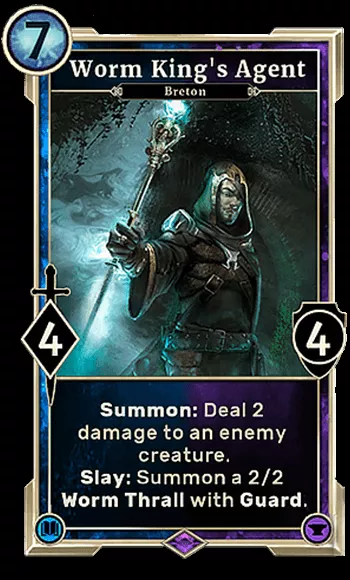 7
Worm King's Agent
Breton
4
4
Summon: Deal 2
damage to an enemy
creature.
Slay: Summon a 2/2
Worm Thrall with Guard.